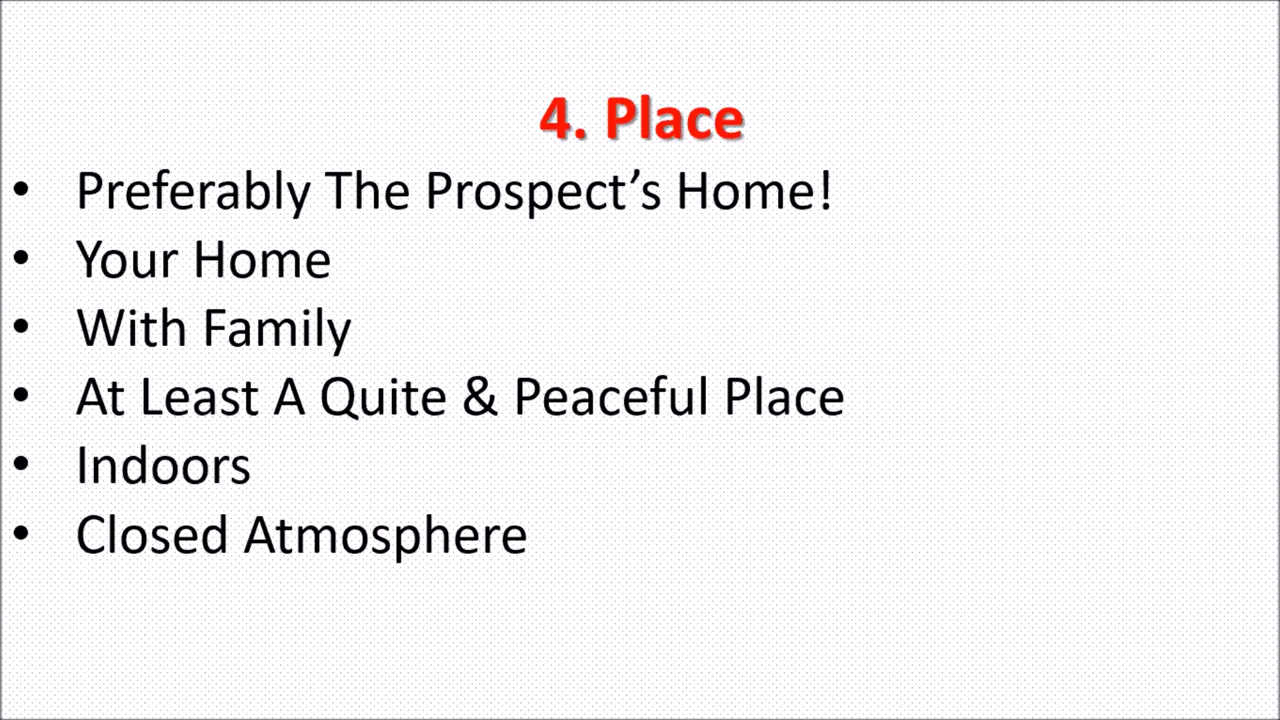 4. Place
• Preferably The Prospect’s Home!
• Your Home
• With Family
• At Least A Quite & Peaceful Place
• Indoors
• Closed Atmosphere